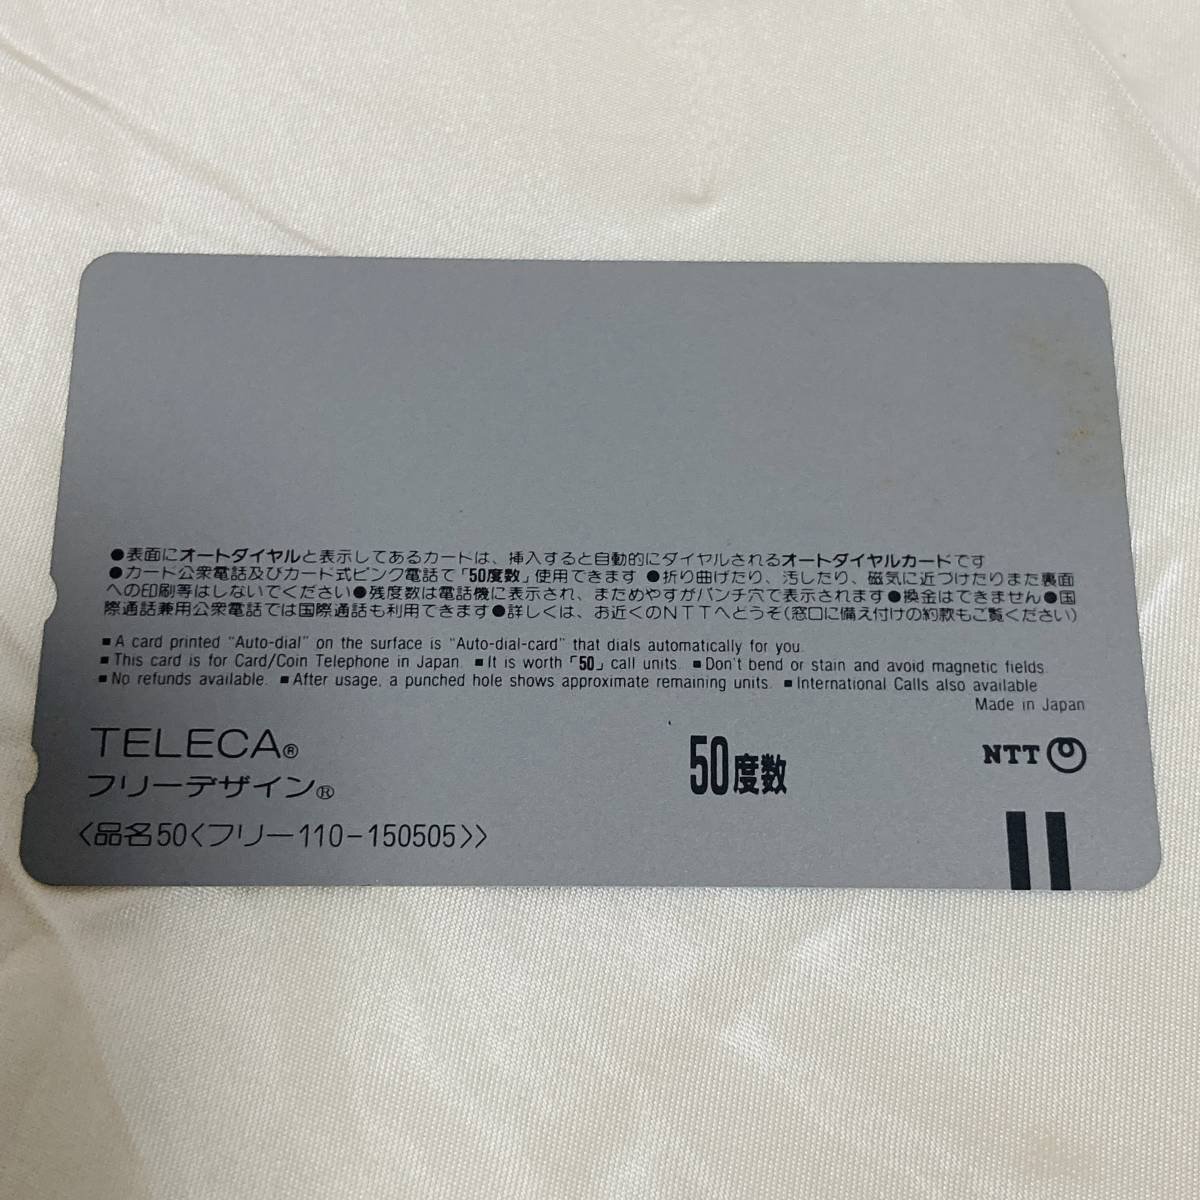 ●表面にオートダイヤルと表示してあるカードは、挿入すると自動的にダイヤルされるオートダイヤルカードです
●カード公衆電話及びカード式ピンク電話で「50度数」使用できます ●折り曲げたり、汚したり、磁気に近づけたりまた裏面
への印刷等はしないでください●残度数は電話機に表示され、まためやすがパンチ穴で表示されます●換金はできません●国
際通話兼用公衆電話では国際通話も利用できます●詳しくは、お近くのNTTへどうぞ(窓口に備え付けの約款もご覧ください)
■A card printed "Auto-dial" on the surface is "Auto-dial-card" that dials automatically for you.
■This card is for Card/Coin Telephone in Japan. ■It is worth「50」call units. ■Don't bend or stain and avoid magnetic fields.
■No refunds available. ■After usage, a punched hole shows approximate remaining units. ■International Calls also available
Made in Japan
TELECA®
フリーデザイン®
50度数
NTT
〈品名50〈フリー110-150505〉〉